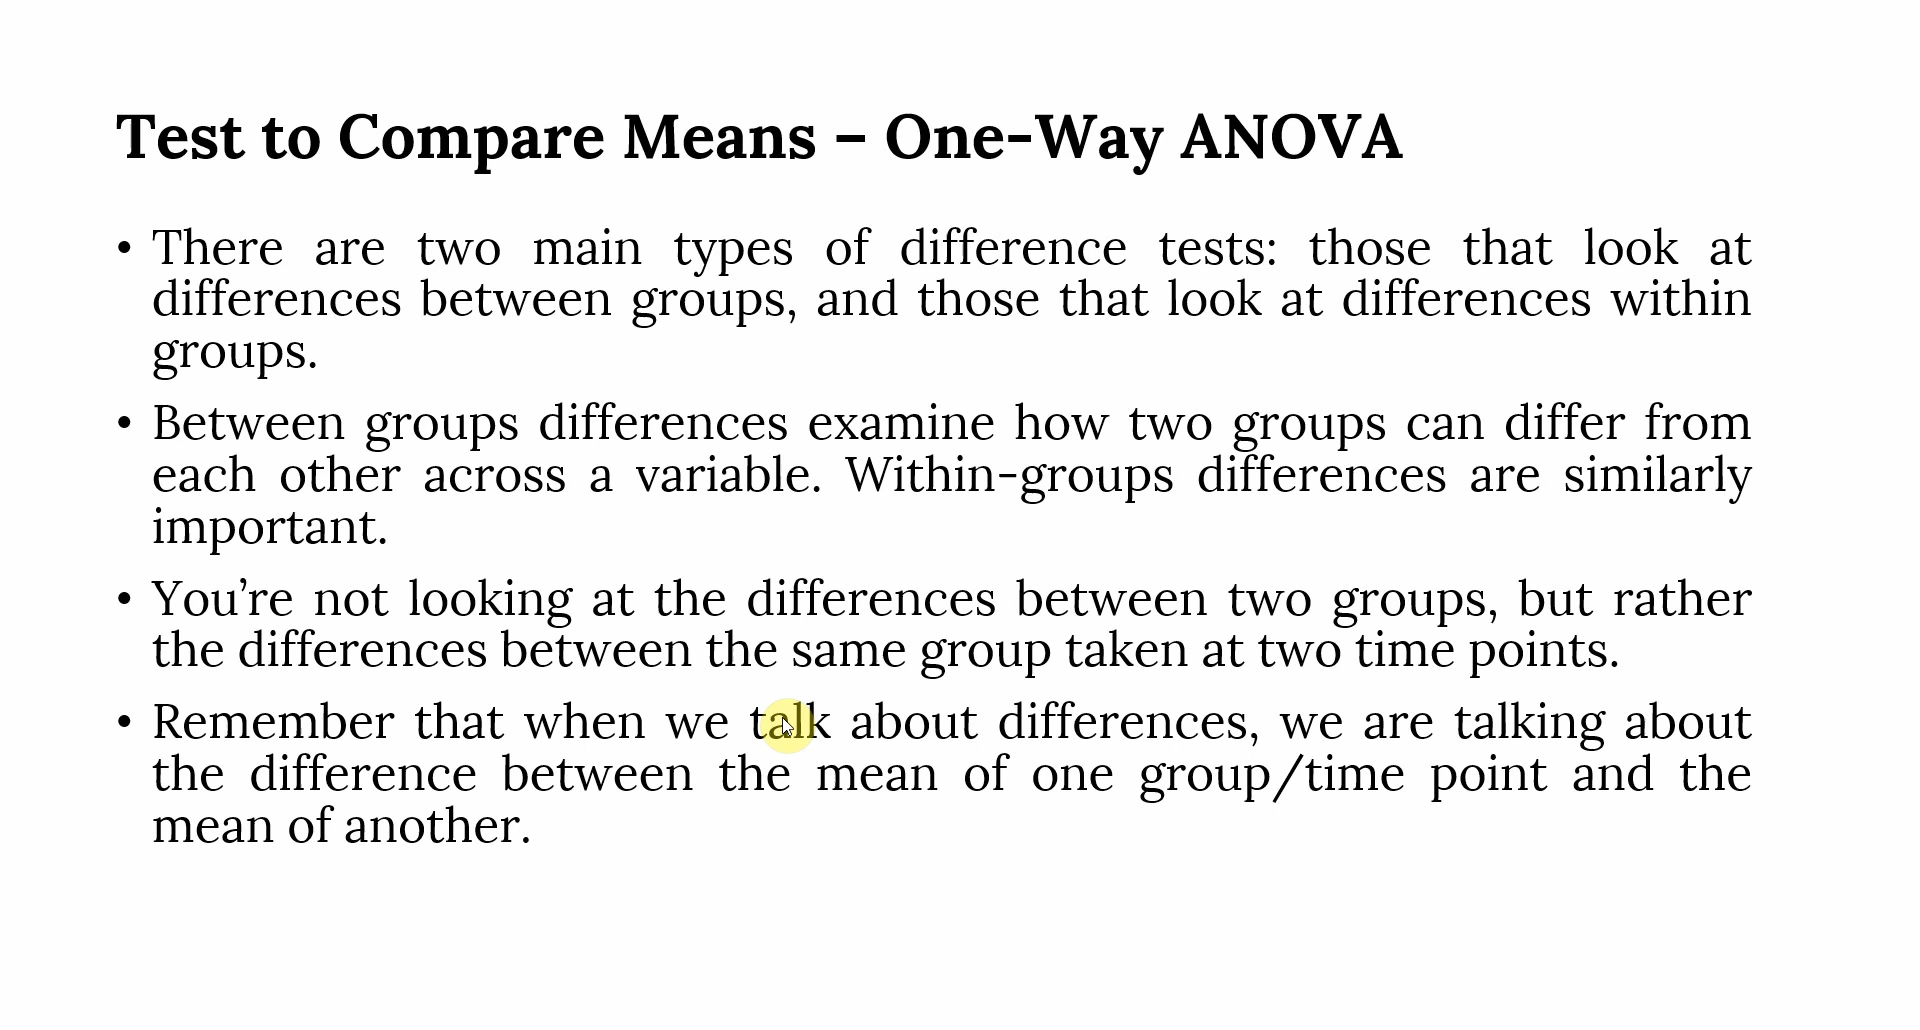 Test to Compare Means – One-Way ANOVA
• There are two main types of difference tests: those that look at
differences between groups, and those that look at differences within
groups.
• Between groups differences examine how two groups can differ from
each other across a variable. Within-groups differences are similarly
important.
• You’re not looking at the differences between two groups, but rather
the differences between the same group taken at two time points.
• Remember that when we talk about differences, we are talking about
the difference between the mean of one group/time point and the
mean of another.